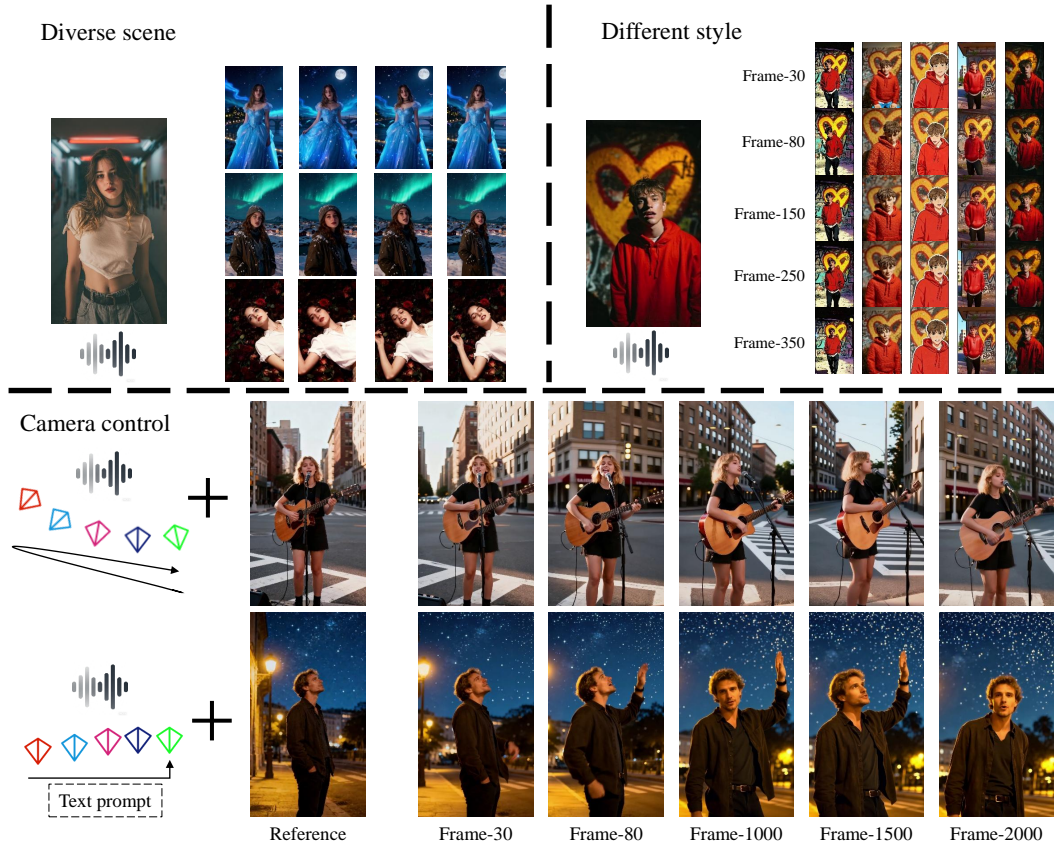 Diverse scene
Different style
Frame-30
Frame-80
Frame-150
Frame-250
Frame-350
Camera control
Text prompt
Reference
Frame-30
Frame-80
Frame-1000
Frame-1500
Frame-2000